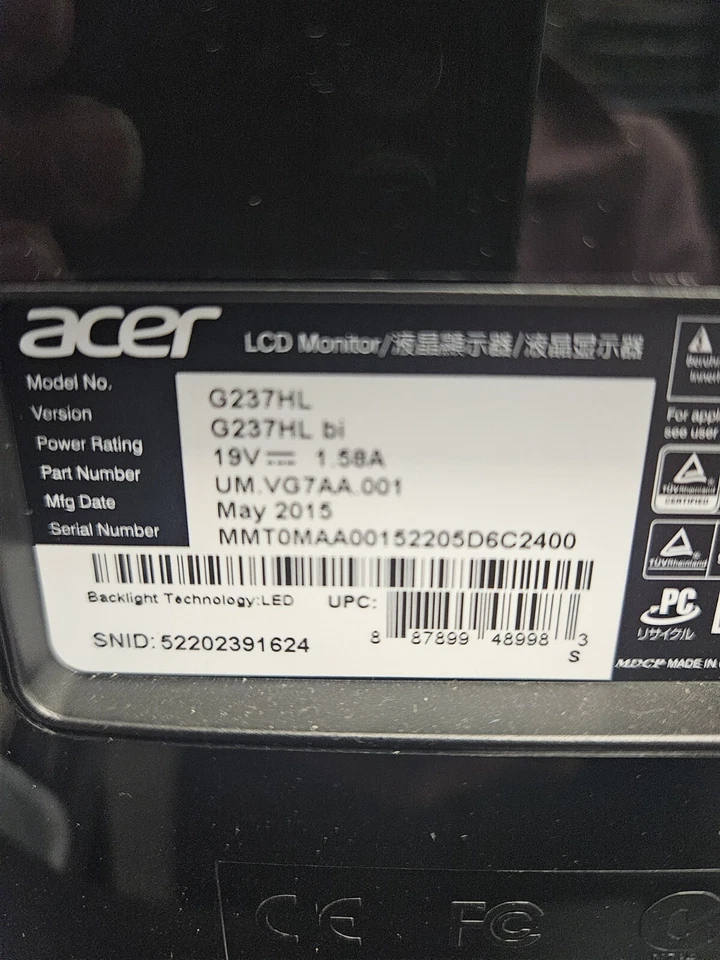 acer
LCD Monitor/液晶顯示器/液晶显示器
Model No. G237HL
Version G237HL bi
Power Rating 19V 1.58A
Part Number UM.VG7AA.001
Mfg Date May 2015
Serial Number MMT0MAA00152205D6C2400
Backlight Technology:LED UPC:
8 87899 48998 3
S
SNID: 52202391624
For appl
see user
TÜVRheinland
CERTIFIED
TÜVRheinland
PC
リサイクル
MADE IN
CE FC